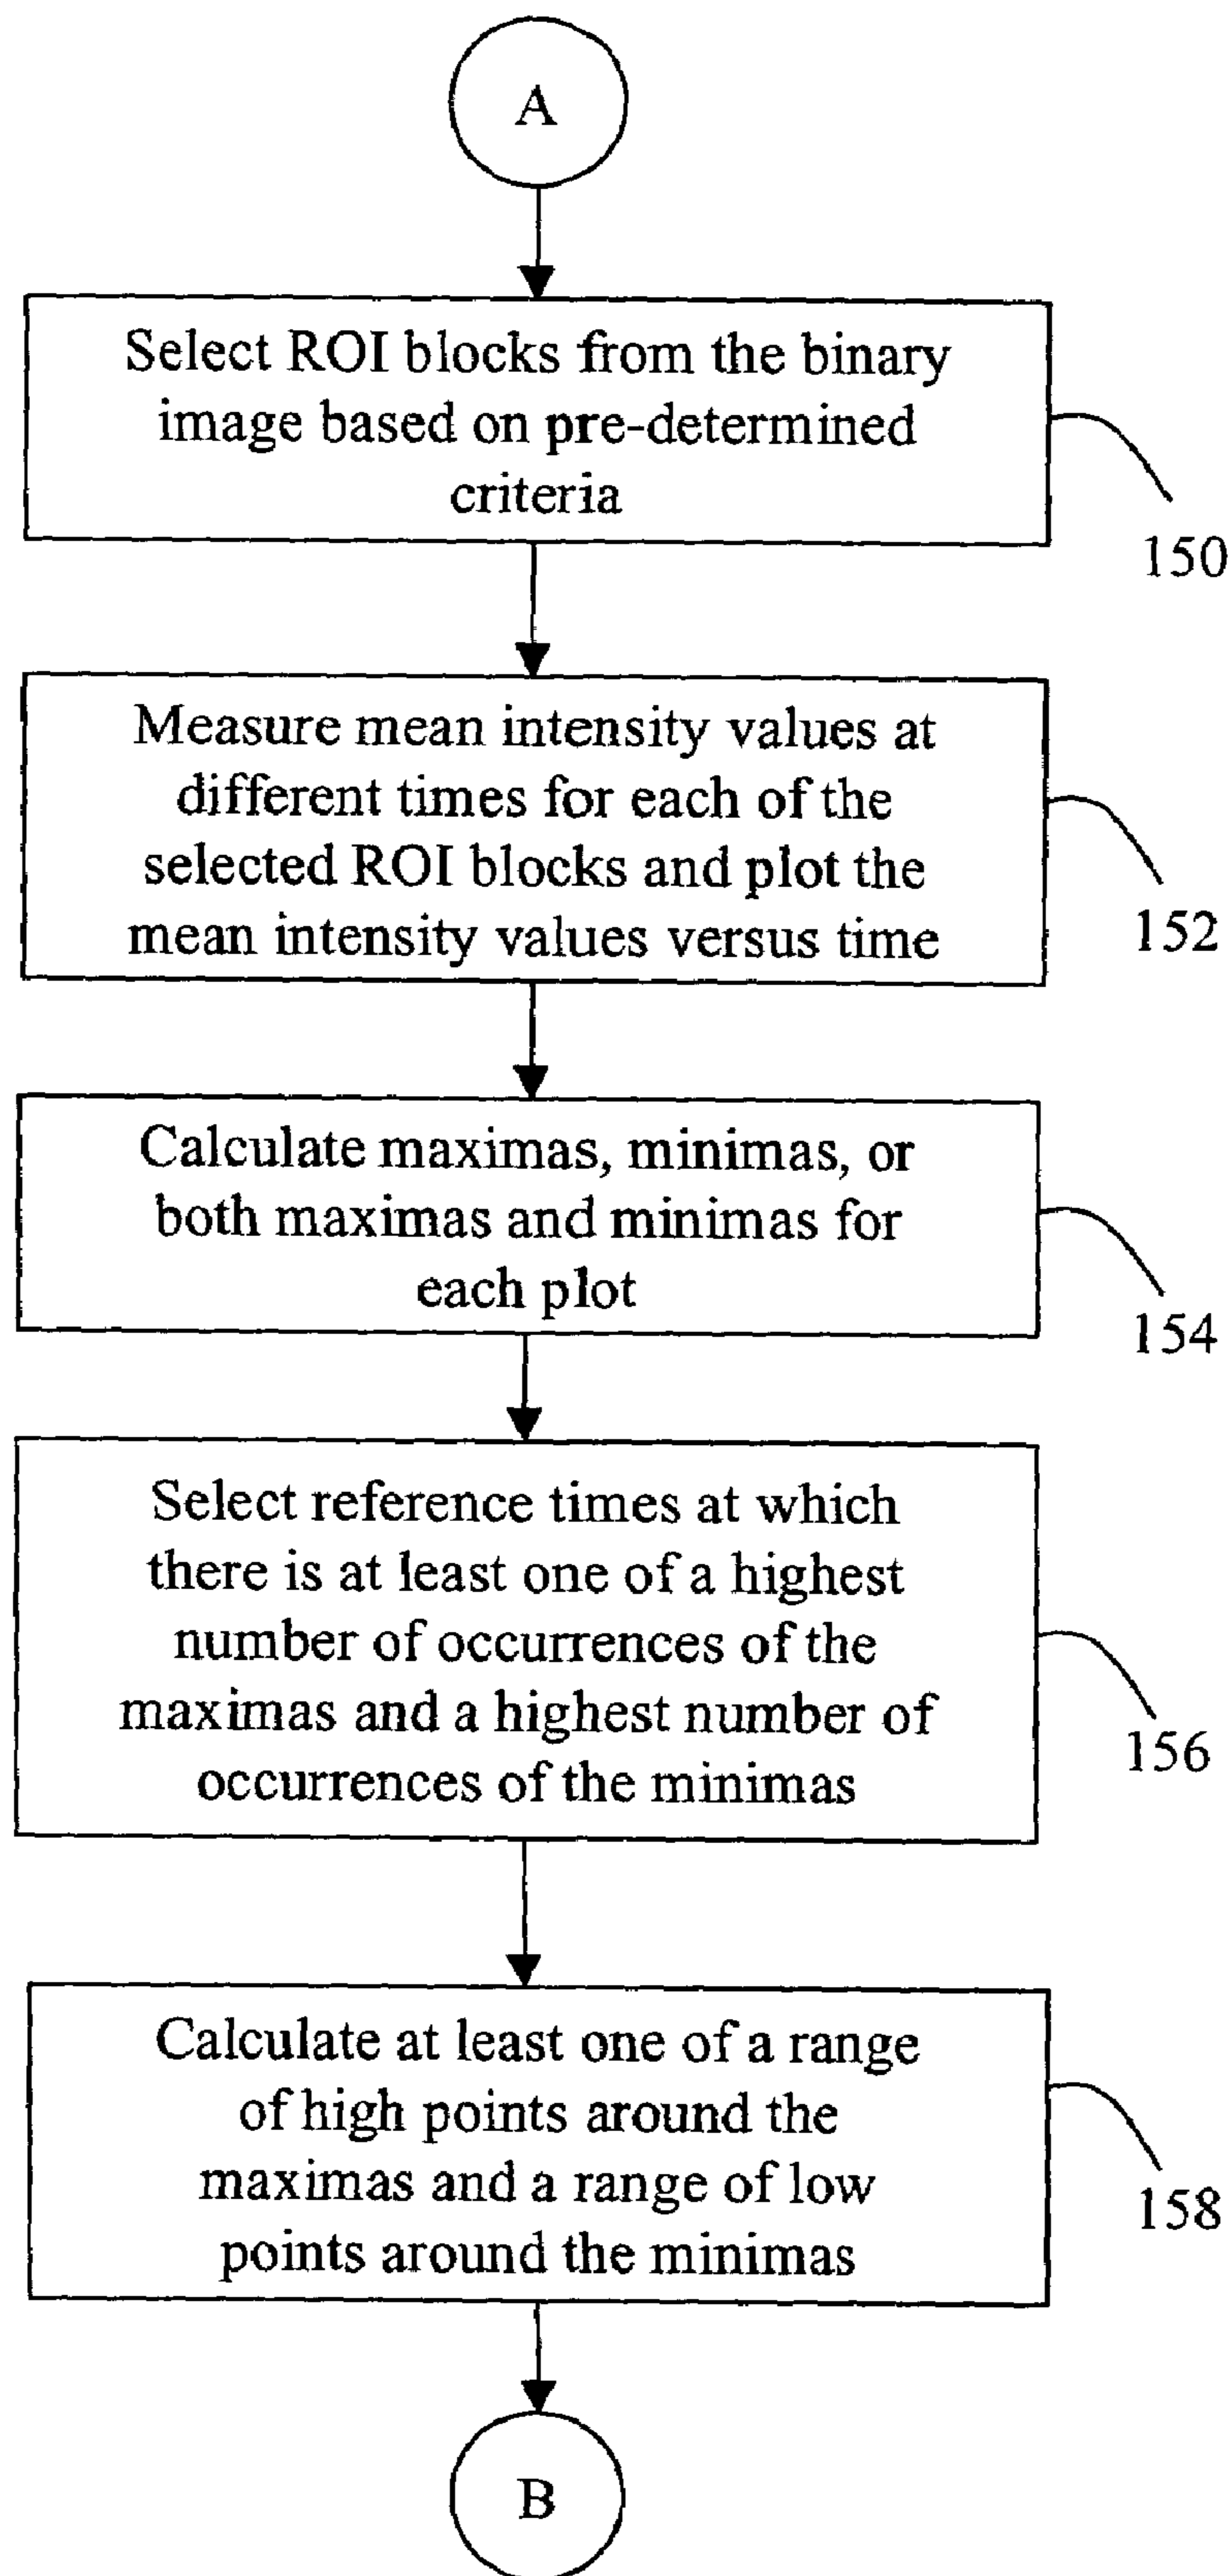 A
Select ROI blocks from the binary
image based on pre-determined
criteria
150
Measure mean intensity values at
different times for each of the
selected ROI blocks and plot the
mean intensity values versus time
152
Calculate maximas, minimas, or
both maximas and minimas for
each plot
154
Select reference times at which
there is at least one of a highest
number of occurrences of the
maximas and a highest number of
occurrences of the minimas
156
Calculate at least one of a range
of high points around the
maximas and a range of low
points around the minimas
158
B